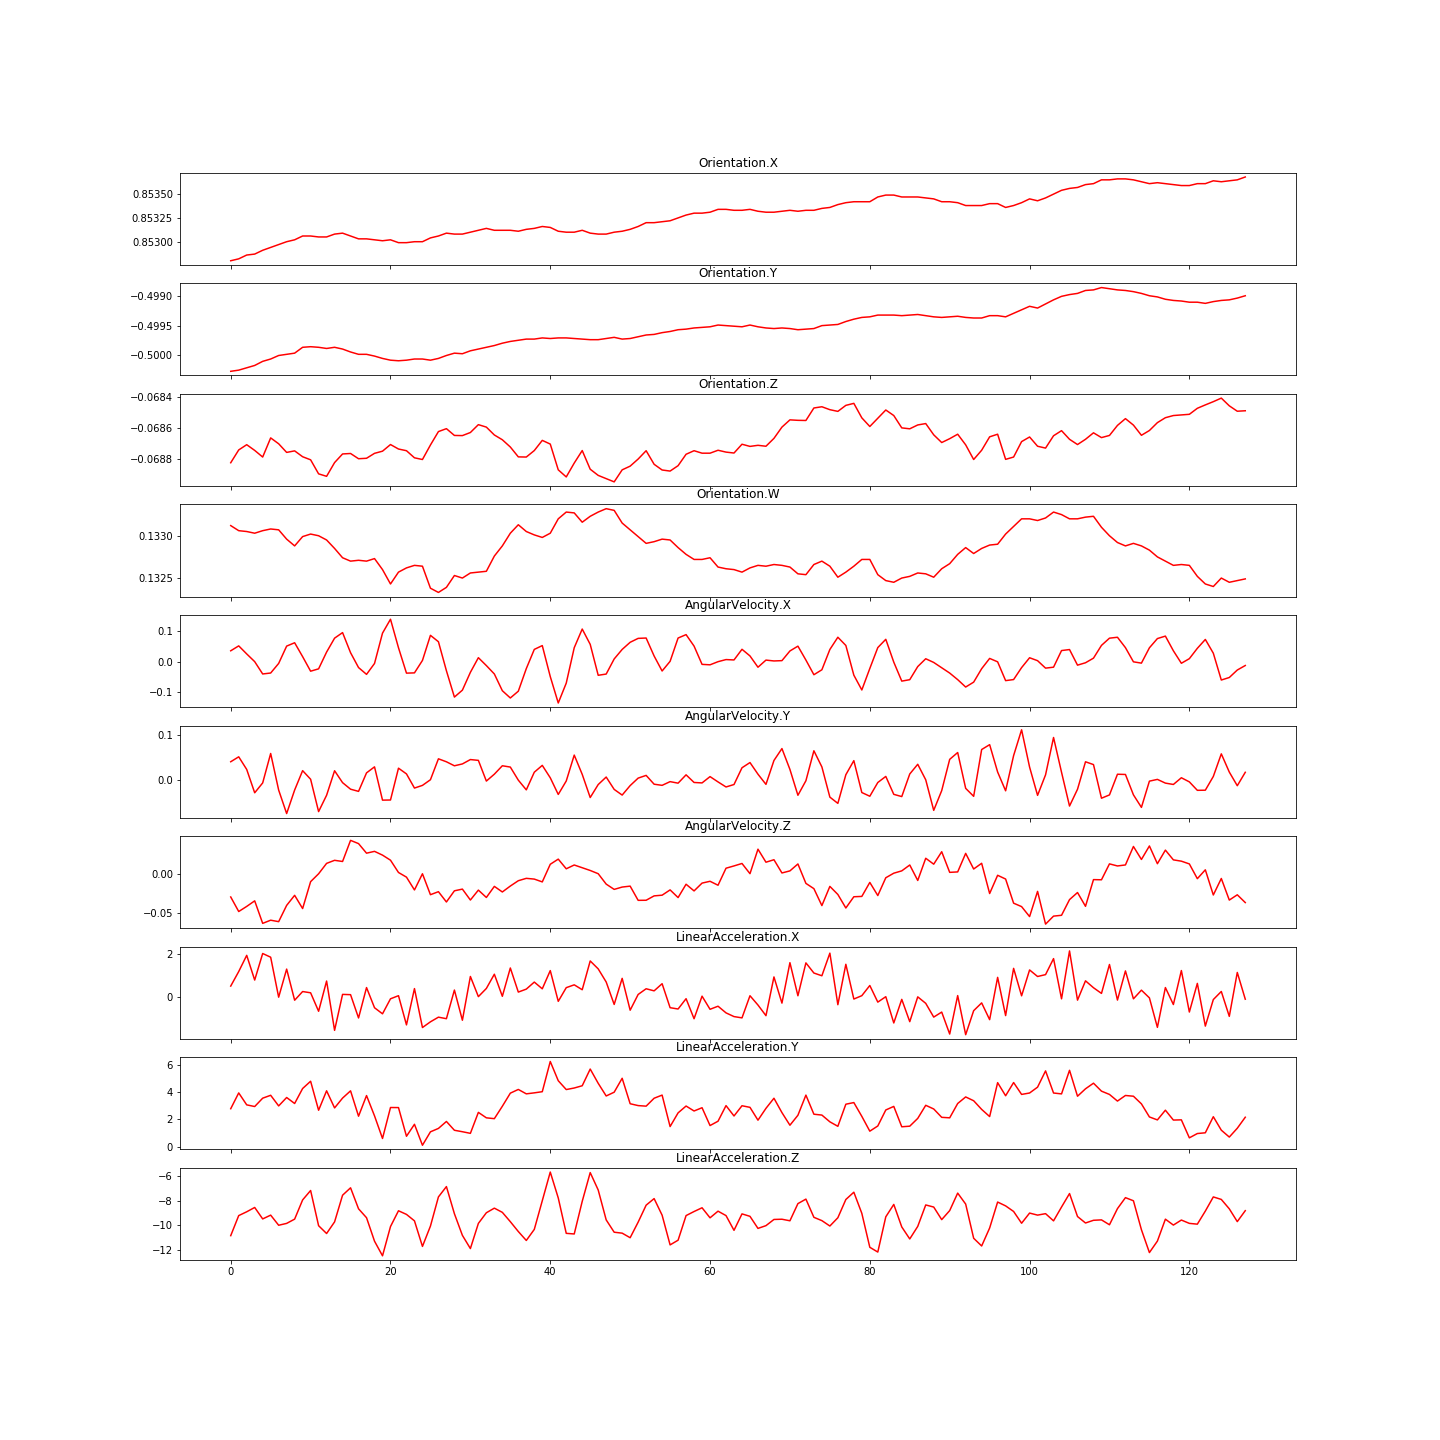 Orientation.X
0.85350
0.85325
0.85300
Orientation.Y
−0.4990
−0.4995
−0.5000
Orientation.Z
−0.0684
−0.0686
−0.0688
Orientation.W
0.1330
0.1325
AngularVelocity.X
0.1
0.0
−0.1
AngularVelocity.Y
0.1
0.0
AngularVelocity.Z
0.00
−0.05
LinearAcceleration.X
2
0
LinearAcceleration.Y
6
4
2
0
LinearAcceleration.Z
−6
−8
−10
−12
0 20 40 60 80 100 120